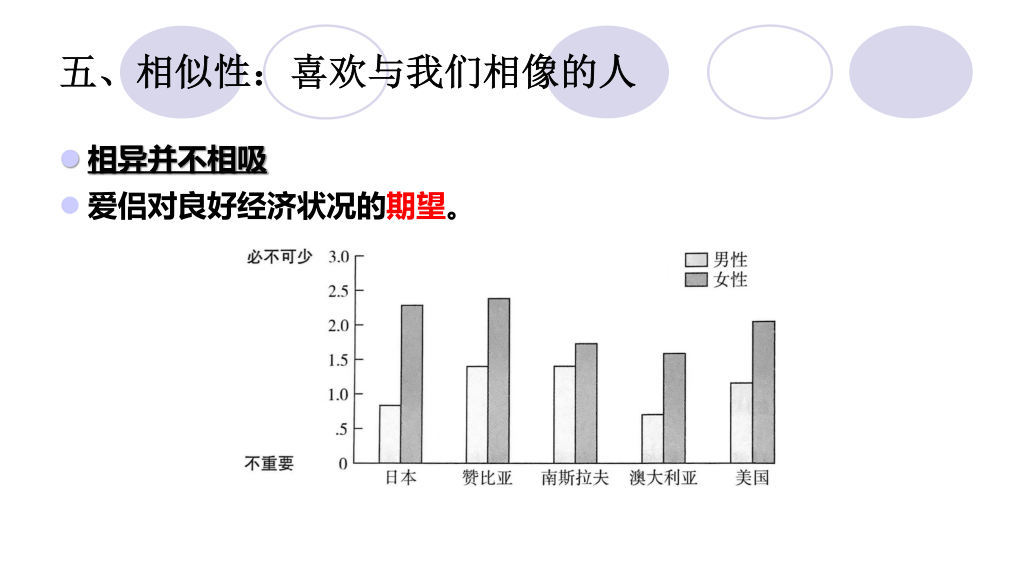 五、相似性：喜欢与我们相像的人
相异并不相吸
爱侣对良好经济状况的期望。
必不可少 3.0
男性
女性
2.5
2.0
1.5
1.0
.5
不重要 0
日本 赞比亚 南斯拉夫 澳大利亚 美国